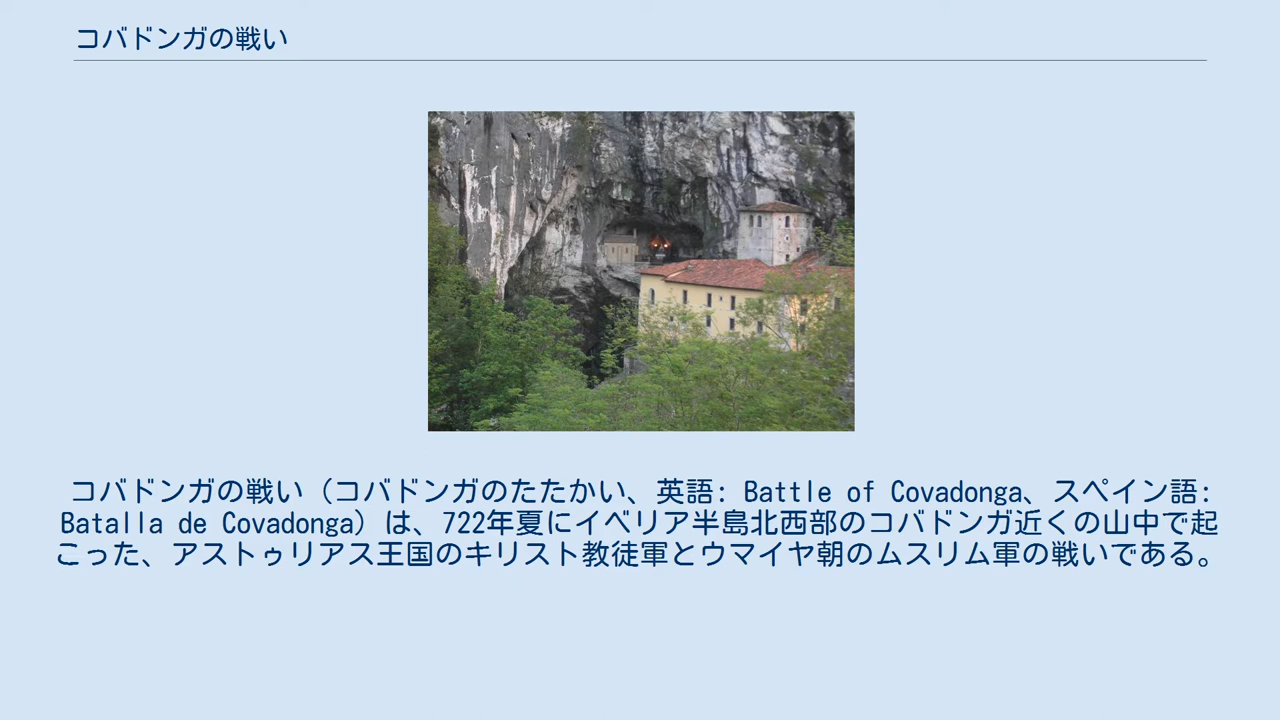 コバドンガの戦い
コバドンガの戦い（コバドンガのたたかい、英語: Battle of Covadonga、スペイン語:
Batalla de Covadonga）は、722年夏にイベリア半島北西部のコバドンガ近くの山中で起
こった、アストゥリアス王国のキリスト教徒軍とウマイヤ朝のムスリム軍の戦いである。